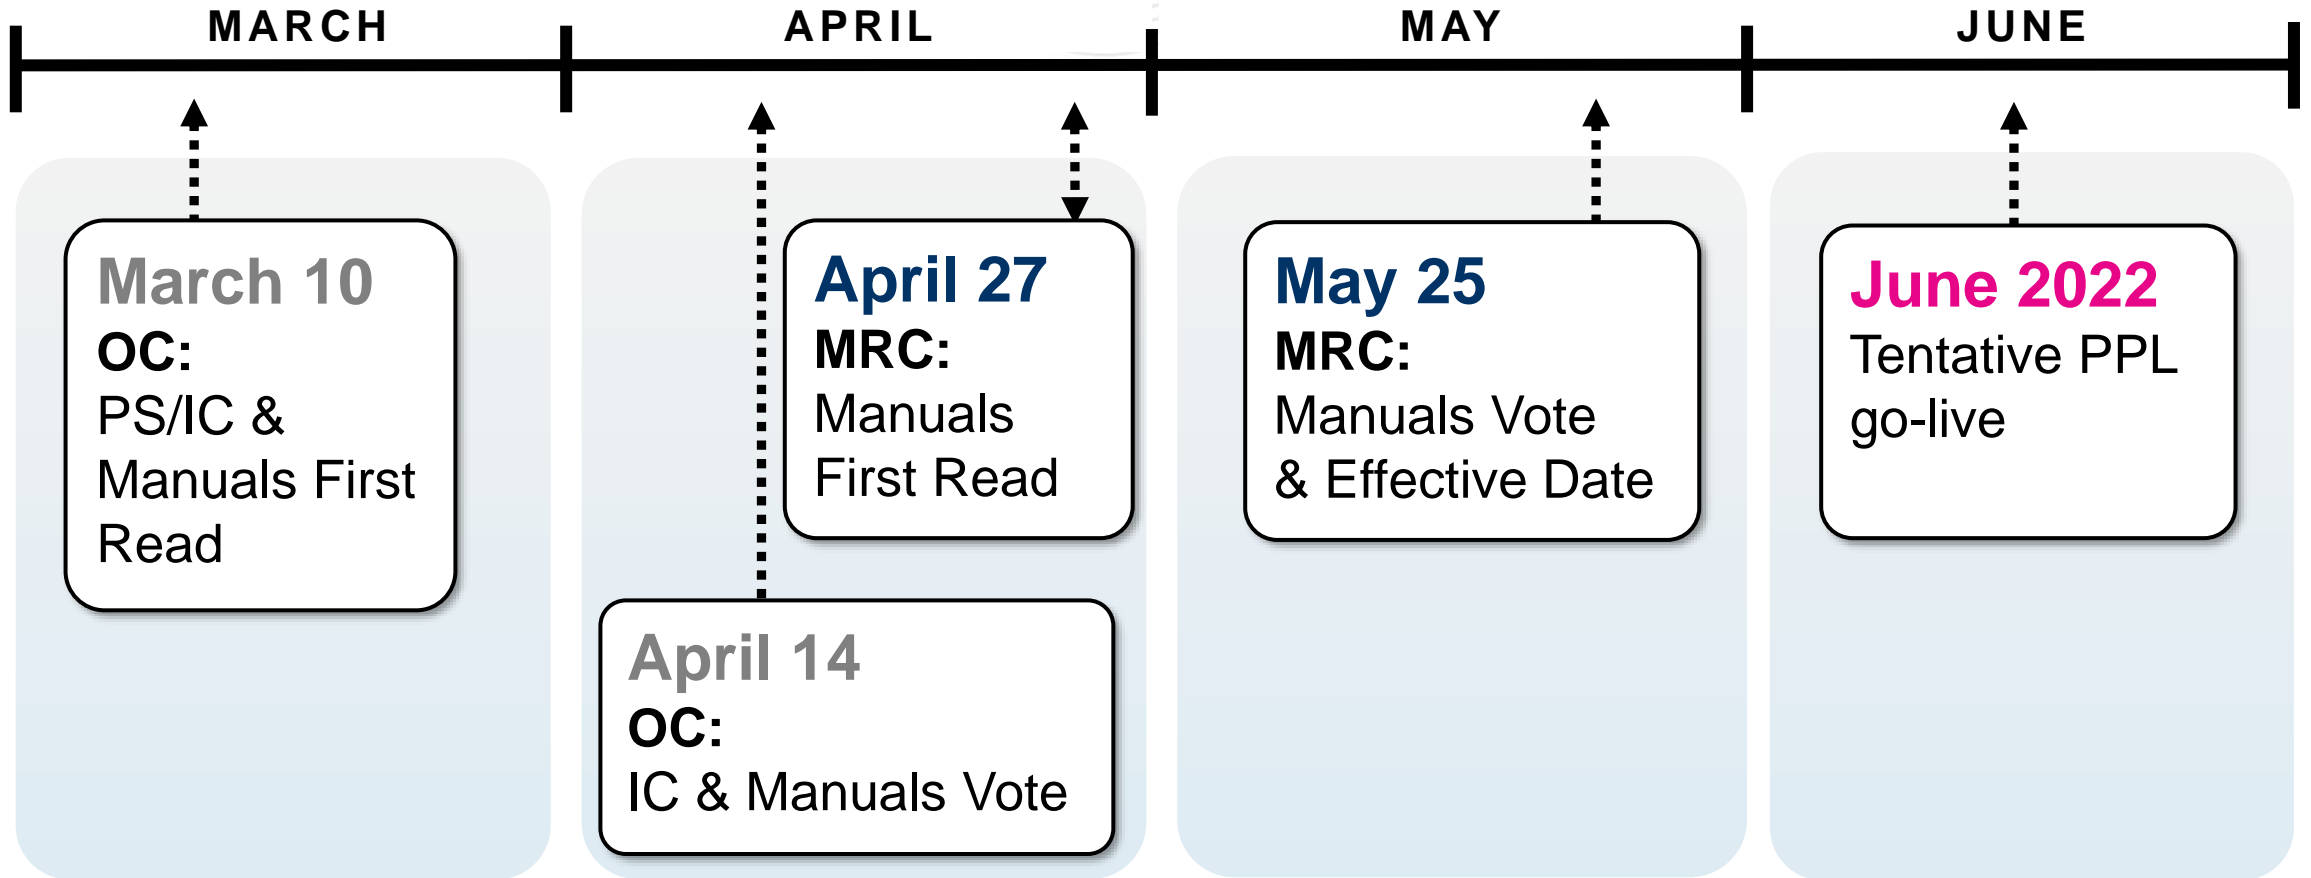 MARCH
APRIL
MAY
JUNE
March 10
OC:
PS/IC &
Manuals First
Read
April 27
MRC:
Manuals
First Read
April 14
OC:
IC & Manuals Vote
May 25
MRC:
Manuals Vote
& Effective Date
June 2022
Tentative PPL
go-live